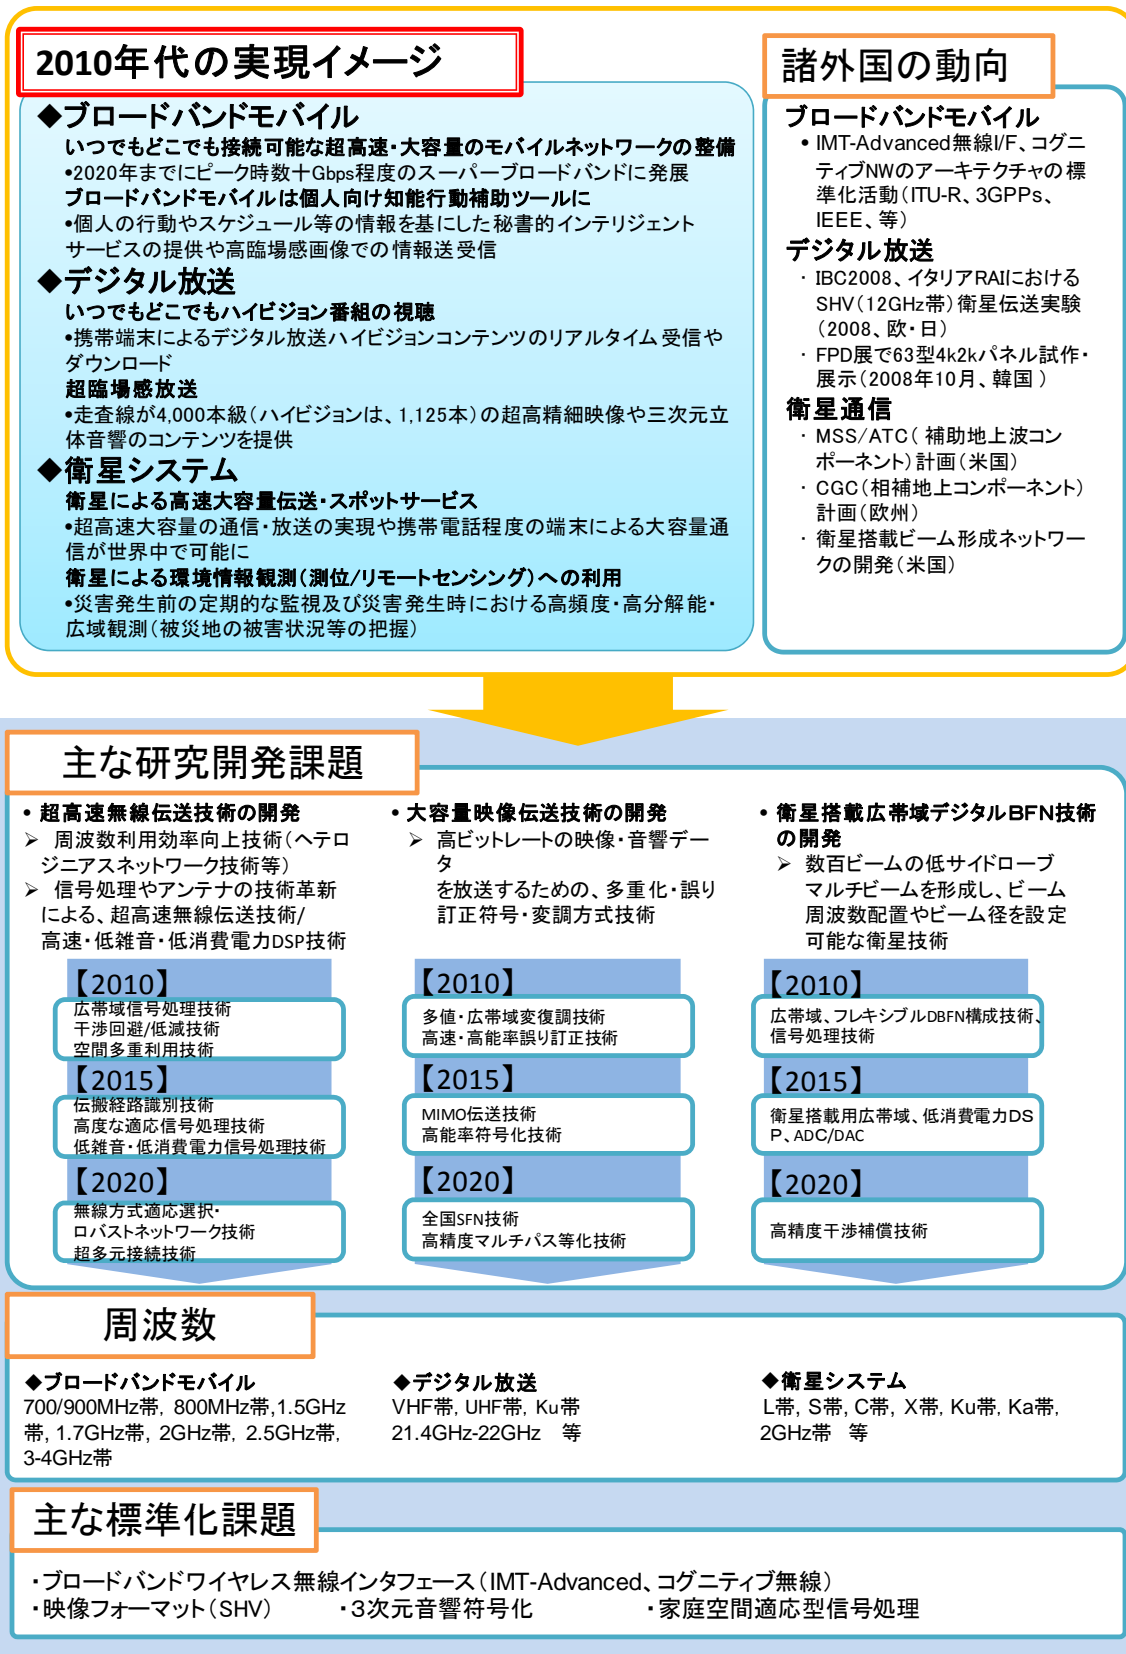 2010年代の実現イメージ
◆ブロードバンドモバイル
いつでもどこでも接続可能な超高速・大容量のモバイルネットワークの整備
•2020年までにピーク時数十Gbps程度のスーパーブロードバンドに発展
ブロードバンドモバイルは個人向け知能行動補助ツールに
•個人の行動やスケジュール等の情報を基にした秘書的インテリジェント
サービスの提供や高臨場感画像での情報送受信
◆デジタル放送
いつでもどこでもハイビジョン番組の視聴
•携帯端末によるデジタル放送ハイビジョンコンテンツのリアルタイム受信や
ダウンロード
超臨場感放送
•走査線が4,000本級(ハイビジョンは、1,125本)の超高精細映像や三次元立
体音響のコンテンツを提供
◆衛星システム
衛星による高速大容量伝送・スポットサービス
•超高速大容量の通信・放送の実現や携帯電話程度の端末による大容量通
信が世界中で可能に
衛星による環境情報観測(測位/リモートセンシング)への利用
•災害発生前の定期的な監視及び災害発生時における高頻度・高分解能・
広域観測(被災地の被害状況等の把握)
諸外国の動向
ブロードバンドモバイル
• IMT-Advanced無線I/F、コグニ
ティブNWのアーキテクチャの標
準化活動(ITU-R、3GPPs、
IEEE、等)
デジタル放送
・ IBC2008、イタリアRAIにおける
SHV(12GHz帯)衛星伝送実験
(2008、欧・日)
・ FPD展で63型4k2kパネル試作・
展示(2008年10月、韓国)
衛星通信
・ MSS/ATC(補助地上波コン
ポーネント)計画(米国)
・ CGC(相補地上コンポーネント)
計画(欧州)
・ 衛星搭載ビーム形成ネットワー
クの開発(米国)
主な研究開発課題
• 超高速無線伝送技術の開発
➢ 周波数利用効率向上技術(ヘテロ
ジニアスネットワーク技術等)
➢ 信号処理やアンテナの技術革新
による、超高速無線伝送技術/
高速・低雑音・低消費電力DSP技術
【2010】
広帯域信号処理技術
干渉回避/低減技術
空間多重利用技術
【2015】
伝搬経路識別技術
高度な適応信号処理技術
低雑音・低消費電力信号処理技術
【2020】
無線方式適応選択・
ロバストネットワーク技術
超多元接続技術
• 大容量映像伝送技術の開発
➢ 高ビットレートの映像・音響デー
タ
を放送するための、多重化・誤り
訂正符号・変調方式技術
【2010】
多値・広帯域変復調技術
高速・高能率誤り訂正技術
【2015】
MIMO伝送技術
高能率符号化技術
【2020】
全国SFN技術
高精度マルチパス等化技術
• 衛星搭載広帯域デジタルBFN技術
の開発
➢ 数百ビームの低サイドローブ
マルチビームを形成し、ビーム
周波数配置やビーム径を設定
可能な衛星技術
【2010】
広帯域、フレキシブルDBFN構成技術、
信号処理技術
【2015】
衛星搭載用広帯域、低消費電力DS
P、ADC/DAC
【2020】
高精度干渉補償技術
周波数
◆ブロードバンドモバイル
700/900MHz帯, 800MHz帯,1.5GHz
帯, 1.7GHz帯, 2GHz帯, 2.5GHz帯,
3-4GHz帯
◆デジタル放送
VHF帯, UHF帯, Ku帯
21.4GHz-22GHz 等
◆衛星システム
L帯, S帯, C帯, X帯, Ku帯, Ka帯,
2GHz帯 等
主な標準化課題
・ブロードバンドワイヤレス無線インタフェース(IMT-Advanced、コグニティブ無線)
・映像フォーマット(SHV) ・3次元音響符号化 ・家庭空間適応型信号処理